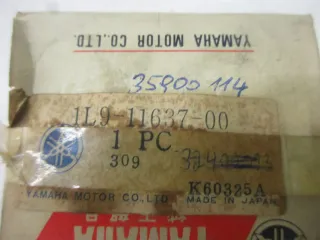 YAMAHA MOTOR CO.,LTD.
35900114
1L9-11637-00
1 PC
309
YAMAHA MOTOR CO.,LTD.
K60325A
MADE IN JAPAN
YAMAHA